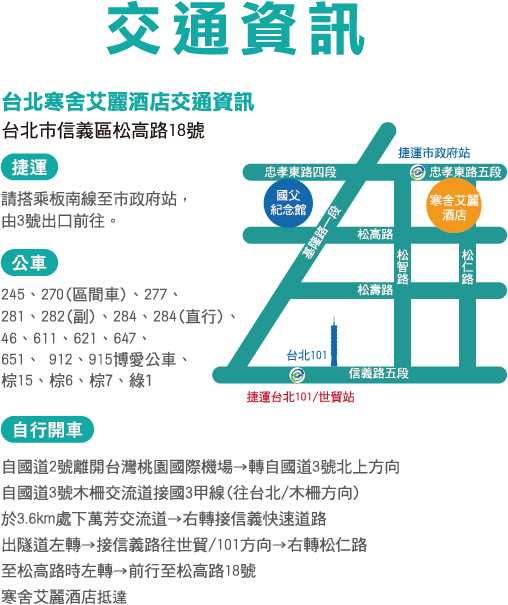 交通資訊
台北寒舍艾麗酒店交通資訊
台北市信義區松高路18號
捷運
請搭乘板南線至市政府站，
由3號出口前往。
公車
245、270(區間車)、277、
281、282(副)、284、284(直行)、
46、611、621、647、
651、 912、915博愛公車、
棕15、棕6、棕7、綠1
捷運市政府站
忠孝東路四段
忠孝東路五段
國父
紀念館
寒舍艾麗
酒店
基隆路一段
松高路
松智路
松仁路
松壽路
台北101
信義路五段
捷運台北101/世貿站
自行開車
自國道2號離開台灣桃園國際機場→轉自國道3號北上方向
自國道3號木柵交流道接國3甲線(往台北/木柵方向)
於3.6km處下萬芳交流道→右轉接信義快速道路
出隧道左轉→接信義路往世貿/101方向→右轉松仁路
至松高路時左轉→前行至松高路18號
寒舍艾麗酒店抵達